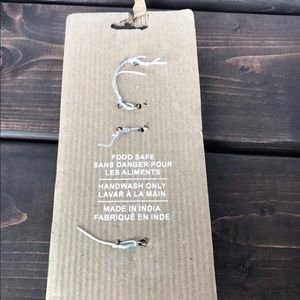 FOOD SAFE
SANS DANGER POUR
LES ALIMENTS
HANDWASH ONLY
LAVAR À LA MAIN
MADE IN INDIA
FABRIQUÉ EN INDE